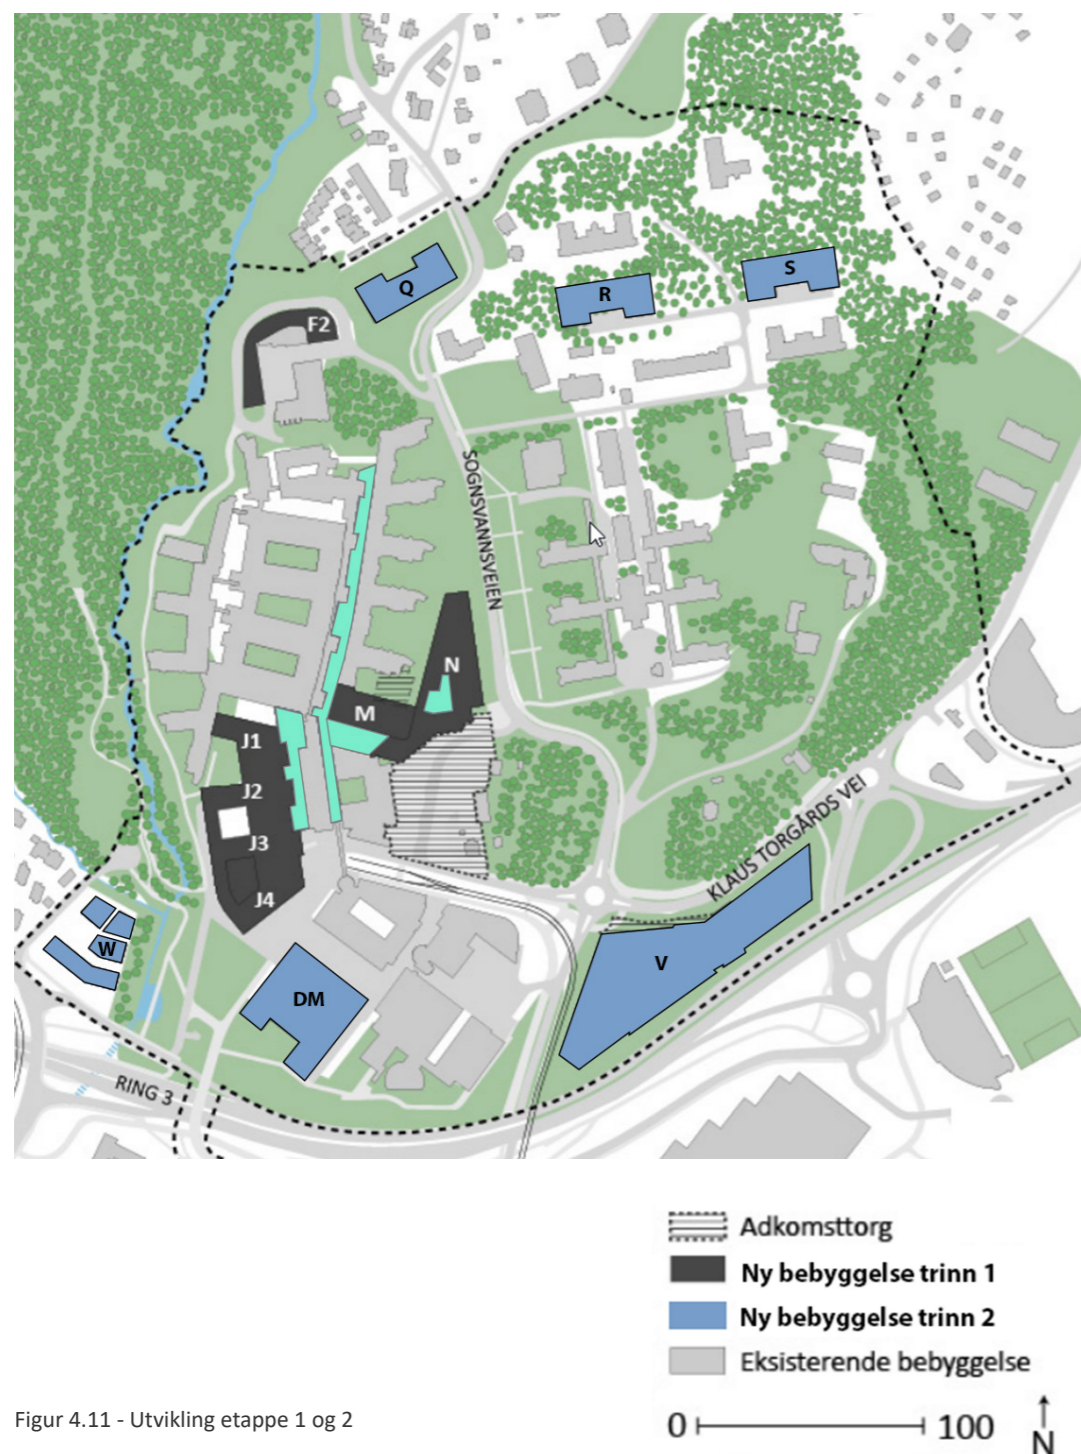 Q
R
S
F2
SOGNSVANNSVEIEN
N
M
J1
J2
J3
J4
KLAUS TORGÅRDS VEI
W
V
DM
RING 3
Adkomsttorg
Ny bebyggelse trinn 1
Ny bebyggelse trinn 2
Eksisterende bebyggelse
Figur 4.11 - Utvikling etappe 1 og 2
0 100
N